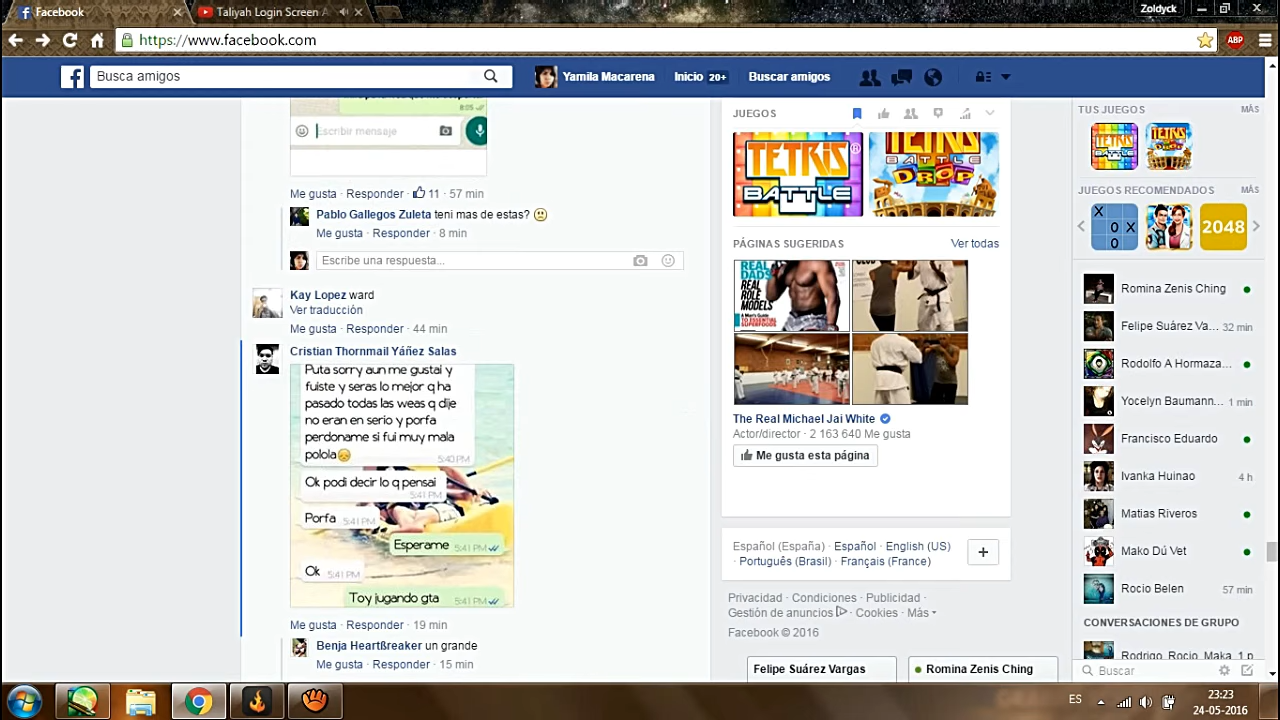 Facebook
Taliyah Login Screen A
Zoldyck
https://www.facebook.com
ABP
Busca amigos
Yamila Macarena
Inicio 20+
Buscar amigos
8:05
Escribir mensaje
Me gusta · Responder · 11 · 57 min
Pablo Gallegos Zuleta teni mas de estas?
Me gusta · Responder · 8 min
Escribe una respuesta...
Kay Lopez ward
Ver traducción
Me gusta · Responder · 44 min
Cristian Thornmail Yáñez Salas
Puta sorry aun me gustai y
fuiste y seras lo mejor q ha
pasado todas las weas q dije
no eran en serio y porfa
perdoname si fui muy mala
polola
5:40 PM
Ok podi decir lo q pensai
5:41 PM
Porfa 5:41 PM
Esperame 5:41 PM
Ok 5:41 PM
Toy jugando gta 5:41 PM
Me gusta · Responder · 19 min
Benja Heartßreaker un grande
Me gusta · Responder · 15 min
JUEGOS
TETRIS
BATTLE
TETRIS
BATTLE
DROP
PÁGINAS SUGERIDAS
Ver todas
REAL
DADS
REAL
ROLE
MODELS
The Real Michael Jai White
Actor/director · 2 163 640 Me gusta
Me gusta esta página
Español (España) · Español · English (US)
· Português (Brasil) · Français (France)
+
Privacidad · Condiciones · Publicidad ·
Gestión de anuncios · Cookies · Más
Facebook © 2016
Felipe Suárez Vargas
Romina Zenis Ching
TUS JUEGOS
MÁS
TETRIS
BATTLE
JUEGOS RECOMENDADOS
MÁS
X
O X
O
2048
Romina Zenis Ching
Felipe Suárez Va... 32 min
Rodolfo A Hormaza...
Yocelyn Baumann... 1 min
Francisco Eduardo
Ivanka Huinao 4 h
Matias Riveros
Mako Dú Vet
Rocio Belen 57 min
CONVERSACIONES DE GRUPO
Rodrigo, Rocio, Maka, 1 p
Buscar
ES
23:23
24-05-2016